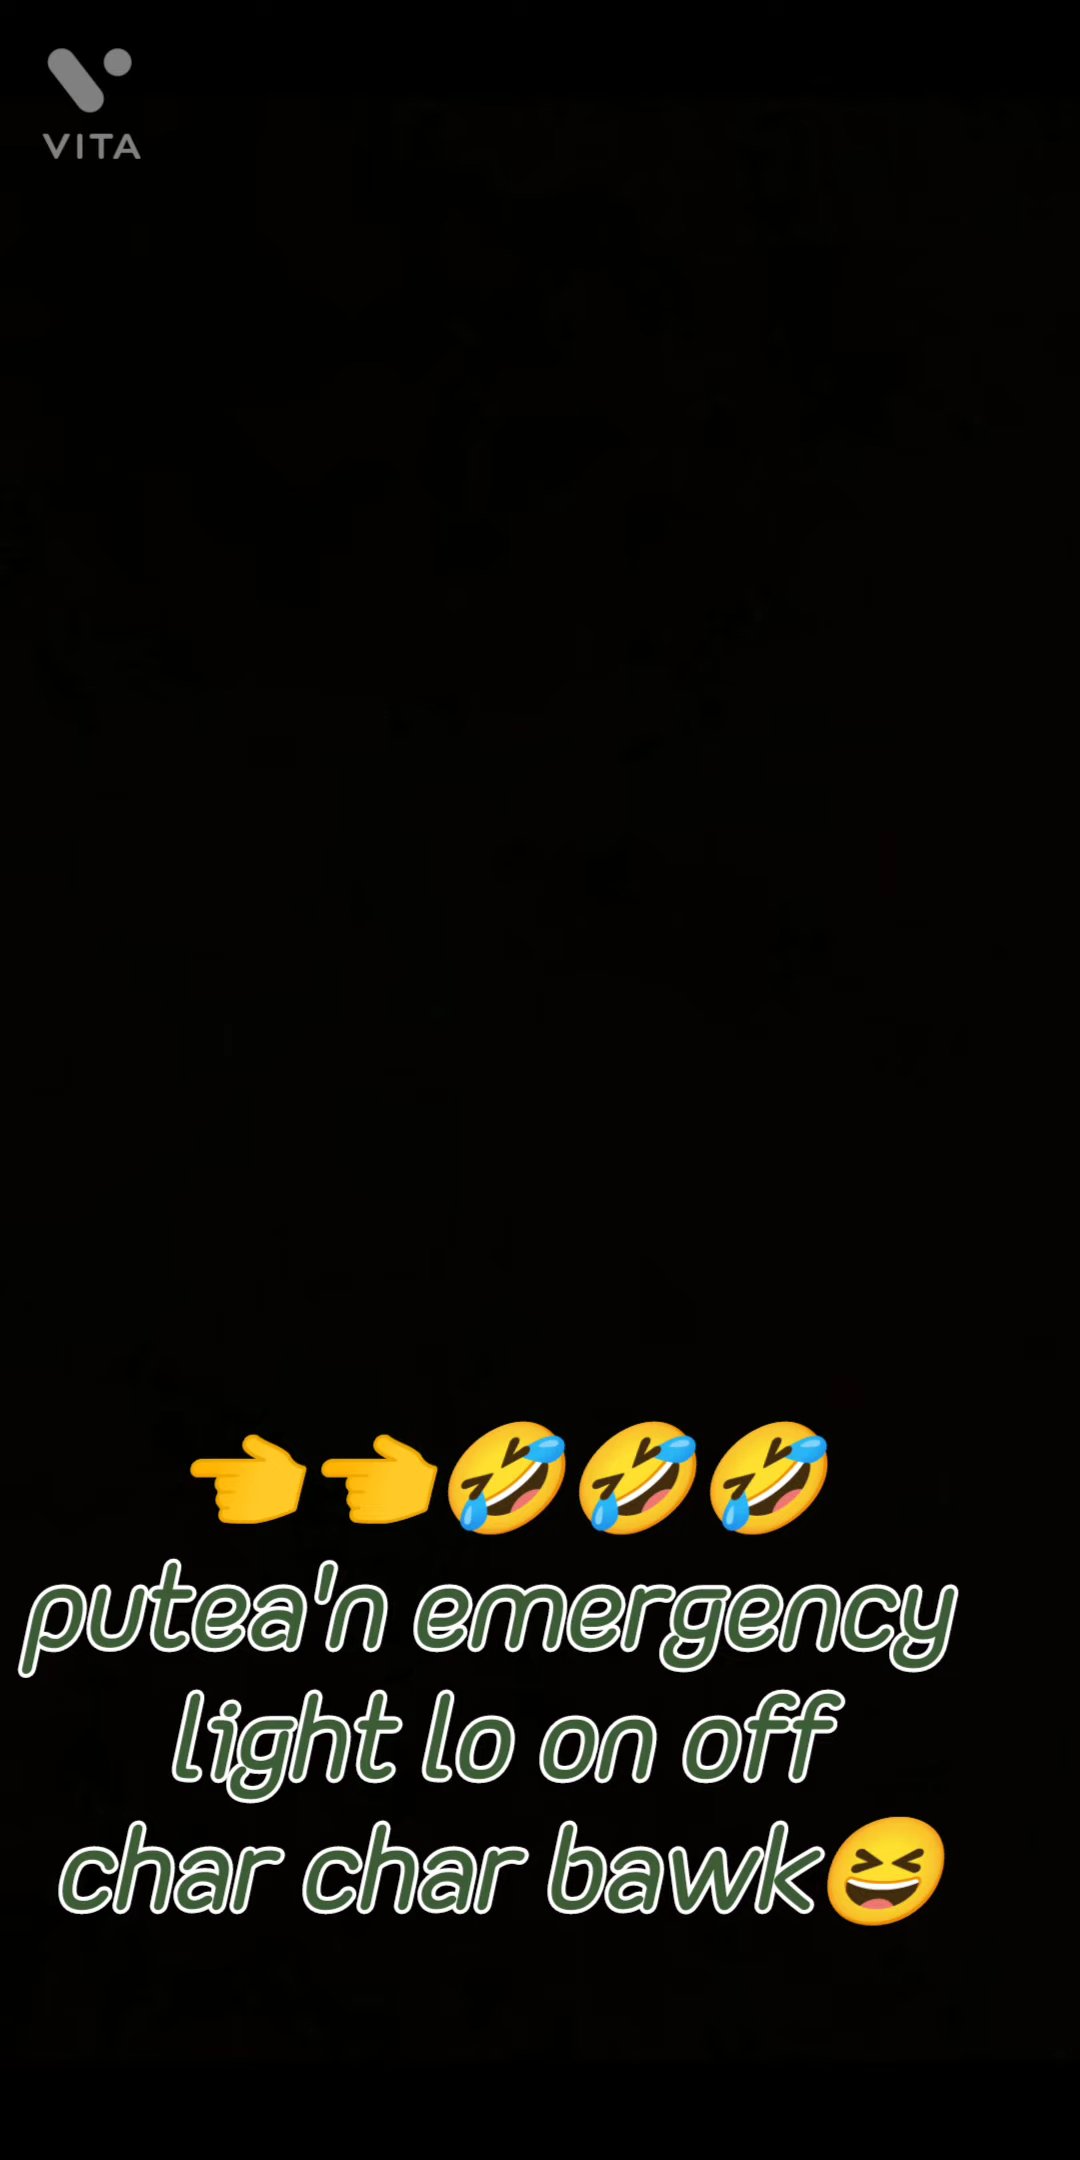 VITA
👈👈🤣🤣🤣
putea'n emergency
light lo on off
char char bawk😆